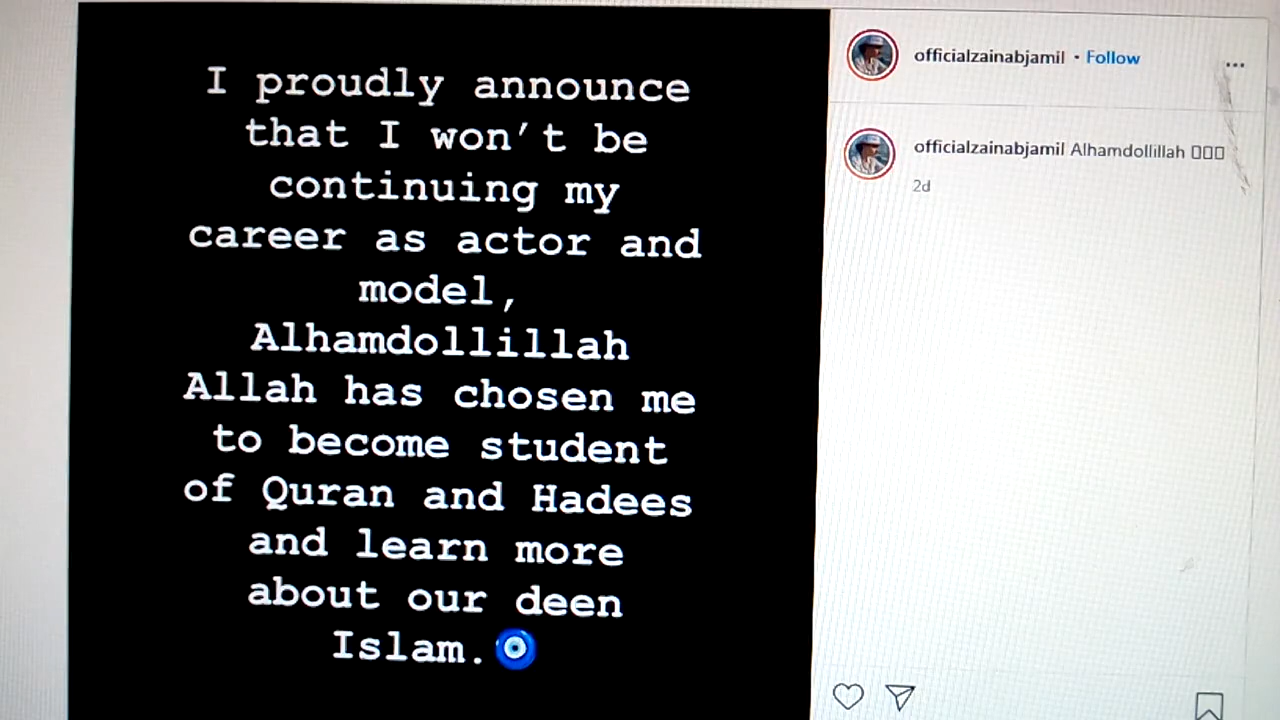 I proudly announce
that I won't be
continuing my
career as actor and
model,
Alhamdollillah
Allah has chosen me
to become student
of Quran and Hadees
and learn more
about our deen
Islam.
officialzainabjamil • Follow
officialzainabjamil Alhamdollillah
2d